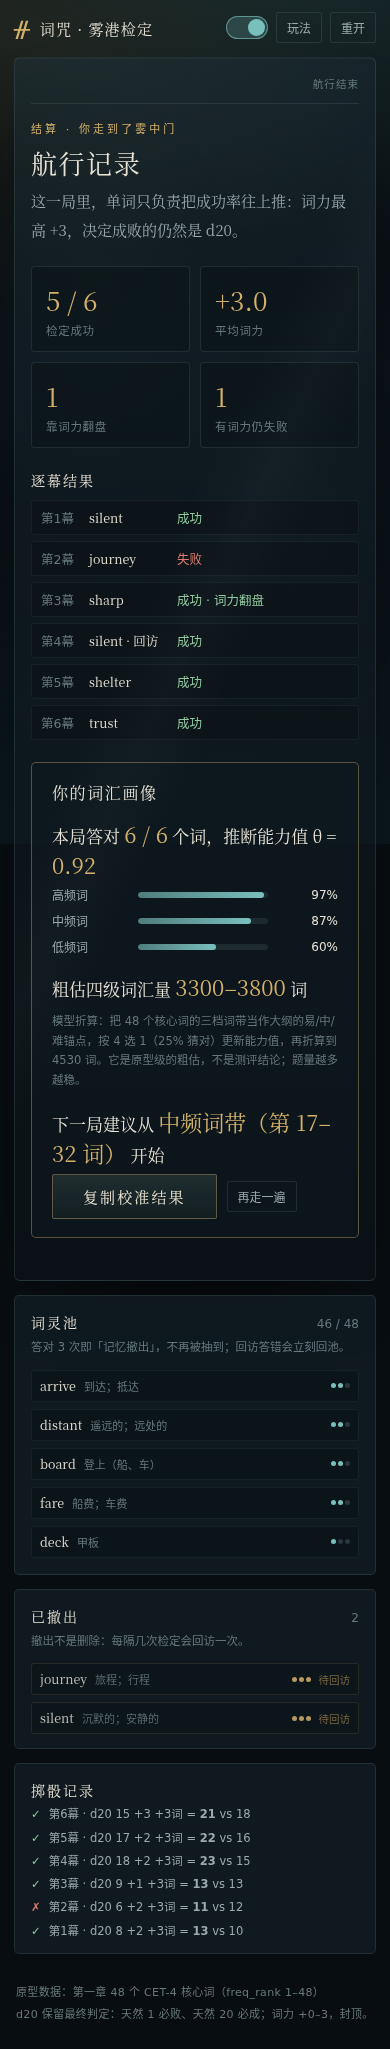 # 词咒 · 雾港检定 玩法 重开
航行结束
结算 · 你走到了雾中门
航行记录
这一局里，单词只负责把成功率往上推：词力最
高 +3，决定成败的仍然是 d20。
5 / 6 +3.0
检定成功 平均词力
1 1
靠词力翻盘 有词力仍失败
逐幕结果
第1幕 silent 成功
第2幕 journey 失败
第3幕 sharp 成功 · 词力翻盘
第4幕 silent · 回访 成功
第5幕 shelter 成功
第6幕 trust 成功
你的词汇画像
本局答对 6 / 6 个词，推断能力值 θ =
0.92
高频词 97%
中频词 87%
低频词 60%
粗估四级词汇量 3300–3800 词
模型折算：把 48 个核心词的三档词带当作大纲的易/中/
难锚点，按 4 选 1（25% 猜对）更新能力值，再折算到
4530 词。它是原型级的粗估，不是测评结论；题量越多
越稳。
下一局建议从 中频词带（第 17–
32 词） 开始
复制校准结果 再走一遍
词灵池 46 / 48
答对 3 次即「记忆撤出」，不再被抽到；回访答错会立刻回池。
arrive 到达；抵达
distant 遥远的；远处的
board 登上（船、车）
fare 船费；车费
deck 甲板
已撤出 2
撤出不是删除：每隔几次检定会回访一次。
journey 旅程；行程 待回访
silent 沉默的；安静的 待回访
掷骰记录
✓ 第6幕 · d20 15 +3 +3词 = 21 vs 18
✓ 第5幕 · d20 17 +2 +3词 = 22 vs 16
✓ 第4幕 · d20 18 +2 +3词 = 23 vs 15
✓ 第3幕 · d20 9 +1 +3词 = 13 vs 13
✗ 第2幕 · d20 6 +2 +3词 = 11 vs 12
✓ 第1幕 · d20 8 +2 +3词 = 13 vs 10
原型数据：第一章 48 个 CET-4 核心词（freq_rank 1–48）
d20 保留最终判定：天然 1 必败、天然 20 必成；词力 +0–3，封顶。